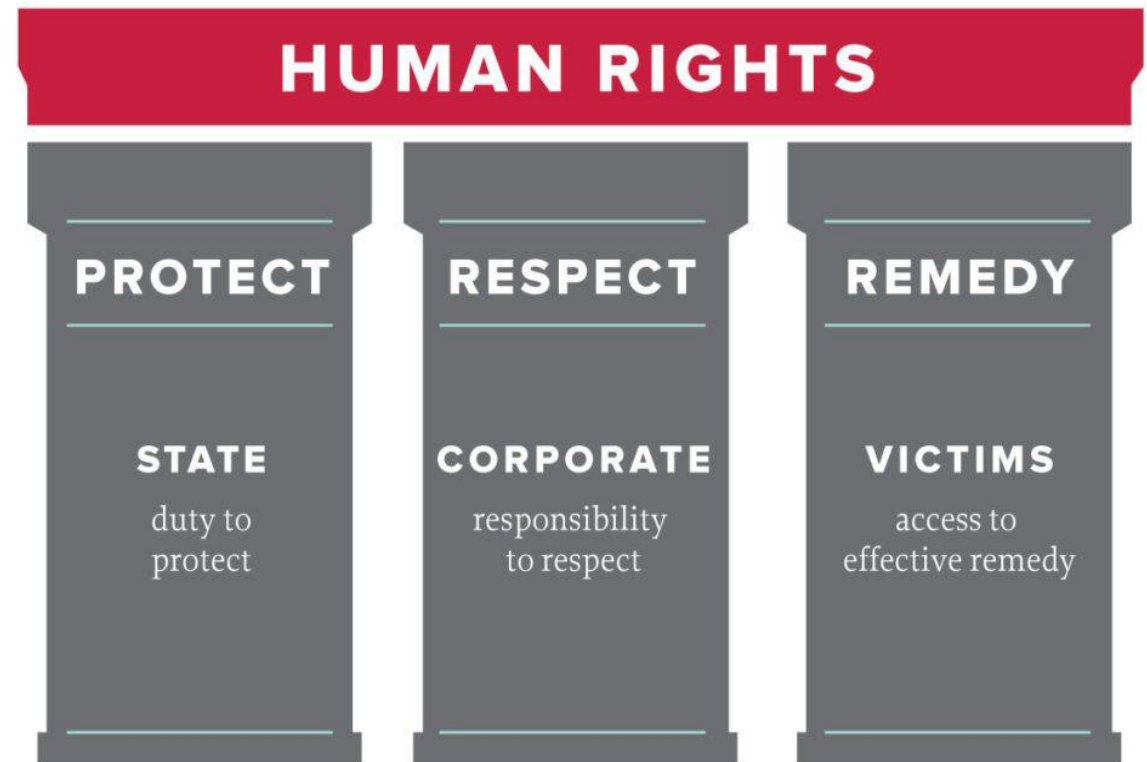 HUMAN RIGHTS
PROTECT
STATE
duty to
protect
RESPECT
CORPORATE
responsibility
to respect
REMEDY
VICTIMS
access to
effective remedy